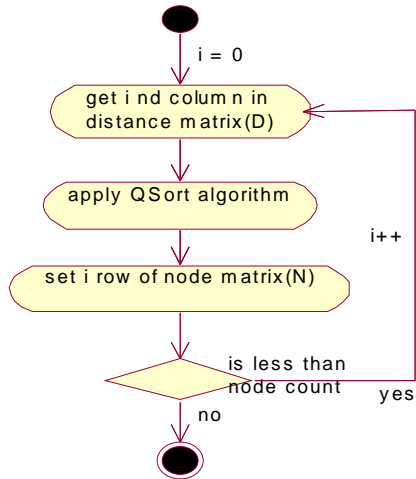 i = 0
get i nd column in
distance matrix(D)
apply QSort algorithm
i++
set i row of node matrix(N)
is less than
node count
yes
no